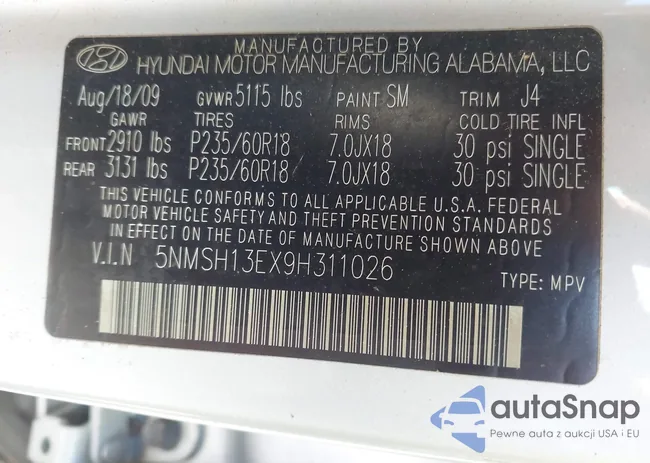 MANUFACTURED BY
HYUNDAI MOTOR MANUFACTURING ALABAMA, LLC
Aug/18/09 GVWR 5115 lbs PAINT SM TRIM J4
GAWR TIRES RIMS COLD TIRE INFL
FRONT 2910 lbs P235/60R18 7.0JX18 30 psi SINGLE
REAR 3131 lbs P235/60R18 7.0JX18 30 psi SINGLE
THIS VEHICLE CONFORMS TO ALL APPLICABLE U.S.A. FEDERAL
MOTOR VEHICLE SAFETY AND THEFT PREVENTION STANDARDS
IN EFFECT ON THE DATE OF MANUFACTURE SHOWN ABOVE
V.I.N 5NMSH13EX9H311026
TYPE: MPV
autaSnap
Pewne auta z aukcji USA i EU